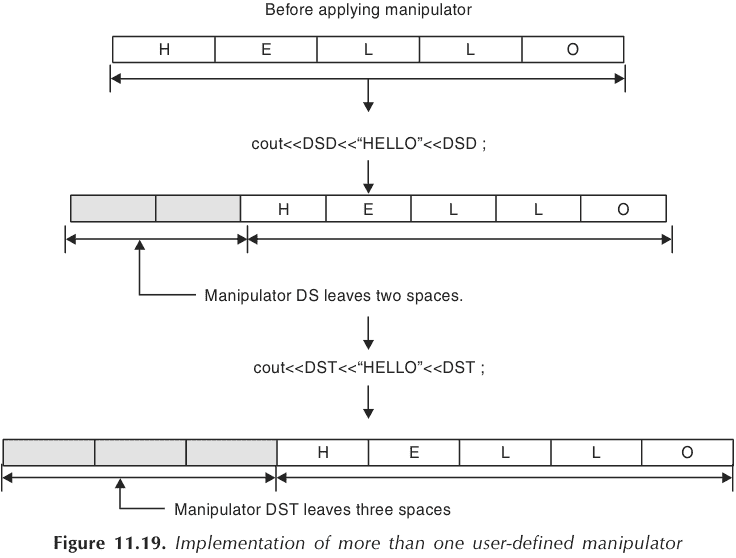 Before applying manipulator
H E L L O
cout<<DSD<<“HELLO”<<DSD ;
H E L L O
Manipulator DS leaves two spaces.
cout<<DST<<“HELLO”<<DST ;
H E L L O
Manipulator DST leaves three spaces
Figure 11.19. Implementation of more than one user-defined manipulator